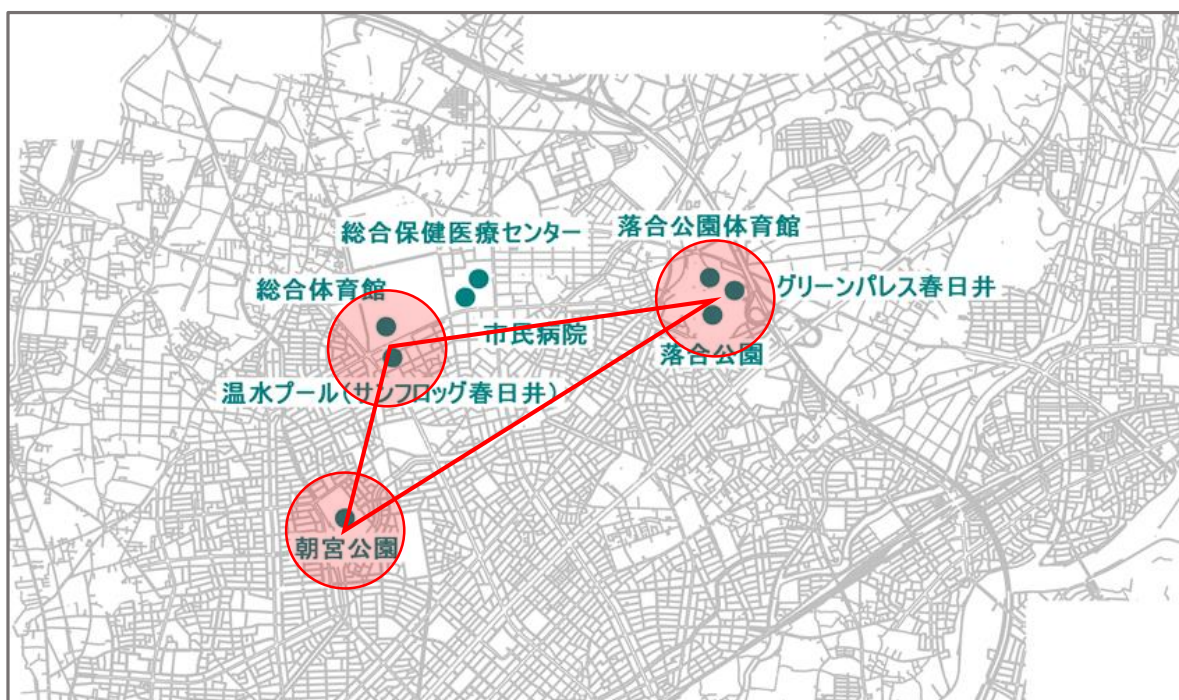 落合公園体育館
総合保健医療センター
総合体育館
グリーンパレス春日井
市民病院
落合公園
温水プール(サンフロッグ春日井)
朝宮公園